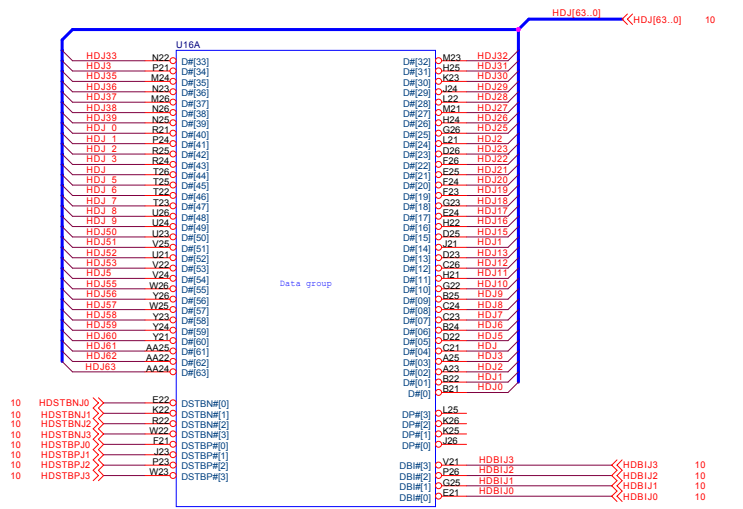 HDJ[63..0]
HDJ[63..0] 10
U16A
HDJ33 N22 D#[33]
HDJ3 P21 D#[34]
HDJ35 M24 D#[35]
HDJ36 N23 D#[36]
HDJ37 M26 D#[37]
HDJ38 N26 D#[38]
HDJ39 N25 D#[39]
HDJ 0 R21 D#[40]
HDJ 1 P24 D#[41]
HDJ 2 R25 D#[42]
HDJ 3 R24 D#[43]
HDJ T26 D#[44]
HDJ 5 T25 D#[45]
HDJ 6 T22 D#[46]
HDJ 7 T23 D#[47]
HDJ 8 U26 D#[48]
HDJ 9 U24 D#[49]
HDJ50 U23 D#[50]
HDJ51 V25 D#[51]
HDJ52 U21 D#[52]
HDJ53 V22 D#[53]
HDJ5 V24 D#[54]
HDJ55 W26 D#[55]
HDJ56 Y26 D#[56]
HDJ57 W25 D#[57]
HDJ58 Y23 D#[58]
HDJ59 Y24 D#[59]
HDJ60 Y21 D#[60]
HDJ61 AA25 D#[61]
HDJ62 AA22 D#[62]
HDJ63 AA24 D#[63]
10 HDSTBNJ0 E22 DSTBN#[0]
10 HDSTBNJ1 K22 DSTBN#[1]
10 HDSTBNJ2 R22 DSTBN#[2]
10 HDSTBNJ3 W22 DSTBN#[3]
10 HDSTBPJ0 F21 DSTBP#[0]
10 HDSTBPJ1 J23 DSTBP#[1]
10 HDSTBPJ2 P23 DSTBP#[2]
10 HDSTPJ3 W23 DSTBP#[3]
Data group
D#[32] M23 HDJ32
D#[31] H25 HDJ31
D#[30] K23 HDJ30
D#[29] J24 HDJ29
D#[28] L22 HDJ28
D#[27] M21 HDJ27
D#[26] H24 HDJ26
D#[25] G26 HDJ25
D#[24] L21 HDJ2
D#[23] D26 HDJ23
D#[22] F26 HDJ22
D#[21] E25 HDJ21
D#[20] F24 HDJ20
D#[19] F23 HDJ19
D#[18] G23 HDJ18
D#[17] E24 HDJ17
D#[16] H22 HDJ16
D#[15] D25 HDJ15
D#[14] J21 HDJ1
D#[13] D23 HDJ13
D#[12] C26 HDJ12
D#[11] H21 HDJ11
D#[10] G22 HDJ10
D#[09] B25 HDJ9
D#[08] C24 HDJ8
D#[07] C23 HDJ7
D#[06] B24 HDJ6
D#[05] D22 HDJ5
D#[04] C21 HDJ
D#[03] A25 HDJ3
D#[02] A23 HDJ2
D#[01] B22 HDJ1
D#[0] B21 HDJ0
DP#[3] L25
DP#[2] K26
DP#[1] K25
DP#[0] J26
DBI#[3] V21 HDBIJ3 HDBIJ3 10
DBI#[2] P26 HDBIJ2 HDBIJ2 10
DBI#[1] G25 HDBIJ1 HDBIJ1 10
DBI#[0] E21 HDBIJ0 HDBIJ0 10